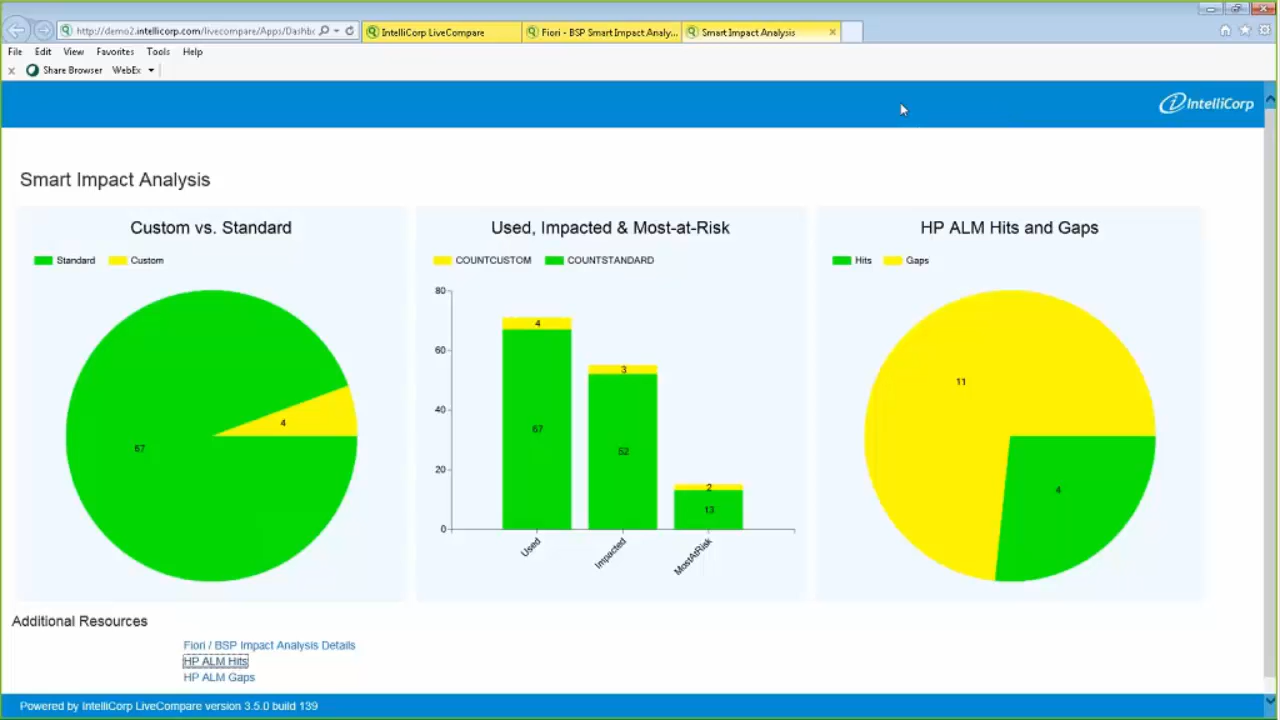 http://demo2.intellicorp.com/livecompare/Apps/Dashbc
IntelliCorp LiveCompare
Fiori - BSP Smart Impact Analy...
Smart Impact Analysis
File Edit View Favorites Tools Help
x Share Browser WebEx
IntelliCorp
Smart Impact Analysis
Custom vs. Standard
Standard Custom
67
4
Used, Impacted & Most-at-Risk
COUNTCUSTOM COUNTSTANDARD
80
60
40
20
0
4
67
3
52
2
13
Used
Impacted
MostAtRisk
HP ALM Hits and Gaps
Hits Gaps
11
4
Additional Resources
Fiori / BSP Impact Analysis Details
HP ALM Hits
HP ALM Gaps
Powered by IntelliCorp LiveCompare version 3.5.0 build 139